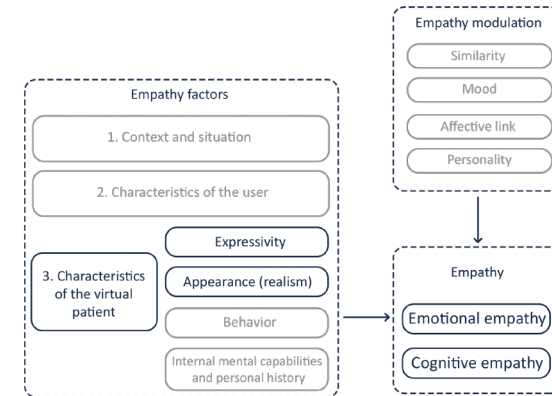 Empathy modulation
Similarity
Mood
Affective link
Personality
Empathy factors
1. Context and situation
2. Characteristics of the user
3. Characteristics
of the virtual
patient
Expressivity
Appearance (realism)
Behavior
Internal mental capabilities
and personal history
Empathy
Emotional empathy
Cognitive empathy